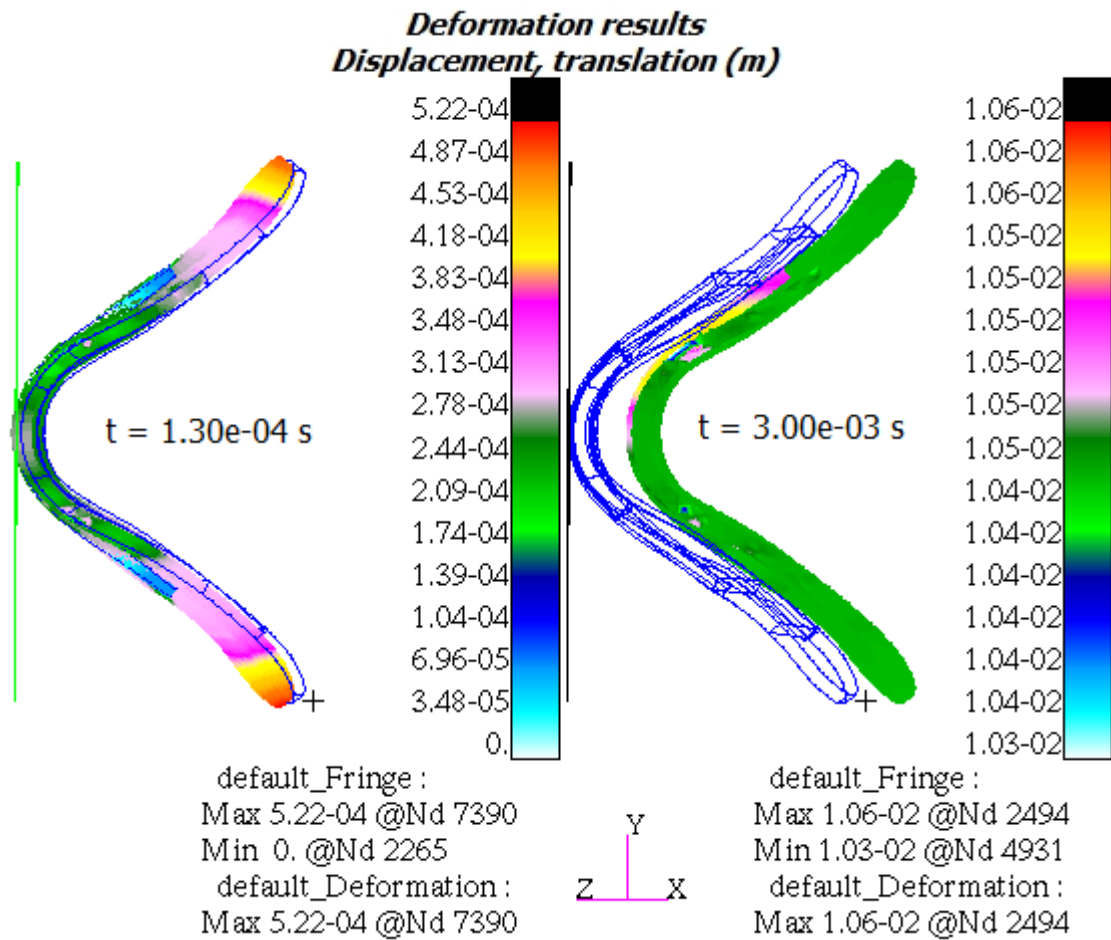 Deformation results
Displacement, translation (m)
5.22-04
4.87-04
4.53-04
4.18-04
3.83-04
3.48-04
3.13-04
2.78-04
2.44-04
2.09-04
1.74-04
1.39-04
1.04-04
6.96-05
3.48-05
0.
t = 1.30e-04 s
default_Fringe :
Max 5.22-04 @Nd 7390
Min 0. @Nd 2265
default_Deformation :
Max 5.22-04 @Nd 7390
1.06-02
1.06-02
1.06-02
1.05-02
1.05-02
1.05-02
1.05-02
1.05-02
1.05-02
1.04-02
1.04-02
1.04-02
1.04-02
1.04-02
1.04-02
1.03-02
t = 3.00e-03 s
default_Fringe :
Max 1.06-02 @Nd 2494
Min 1.03-02 @Nd 4931
default_Deformation :
Max 1.06-02 @Nd 2494
Y
Z X